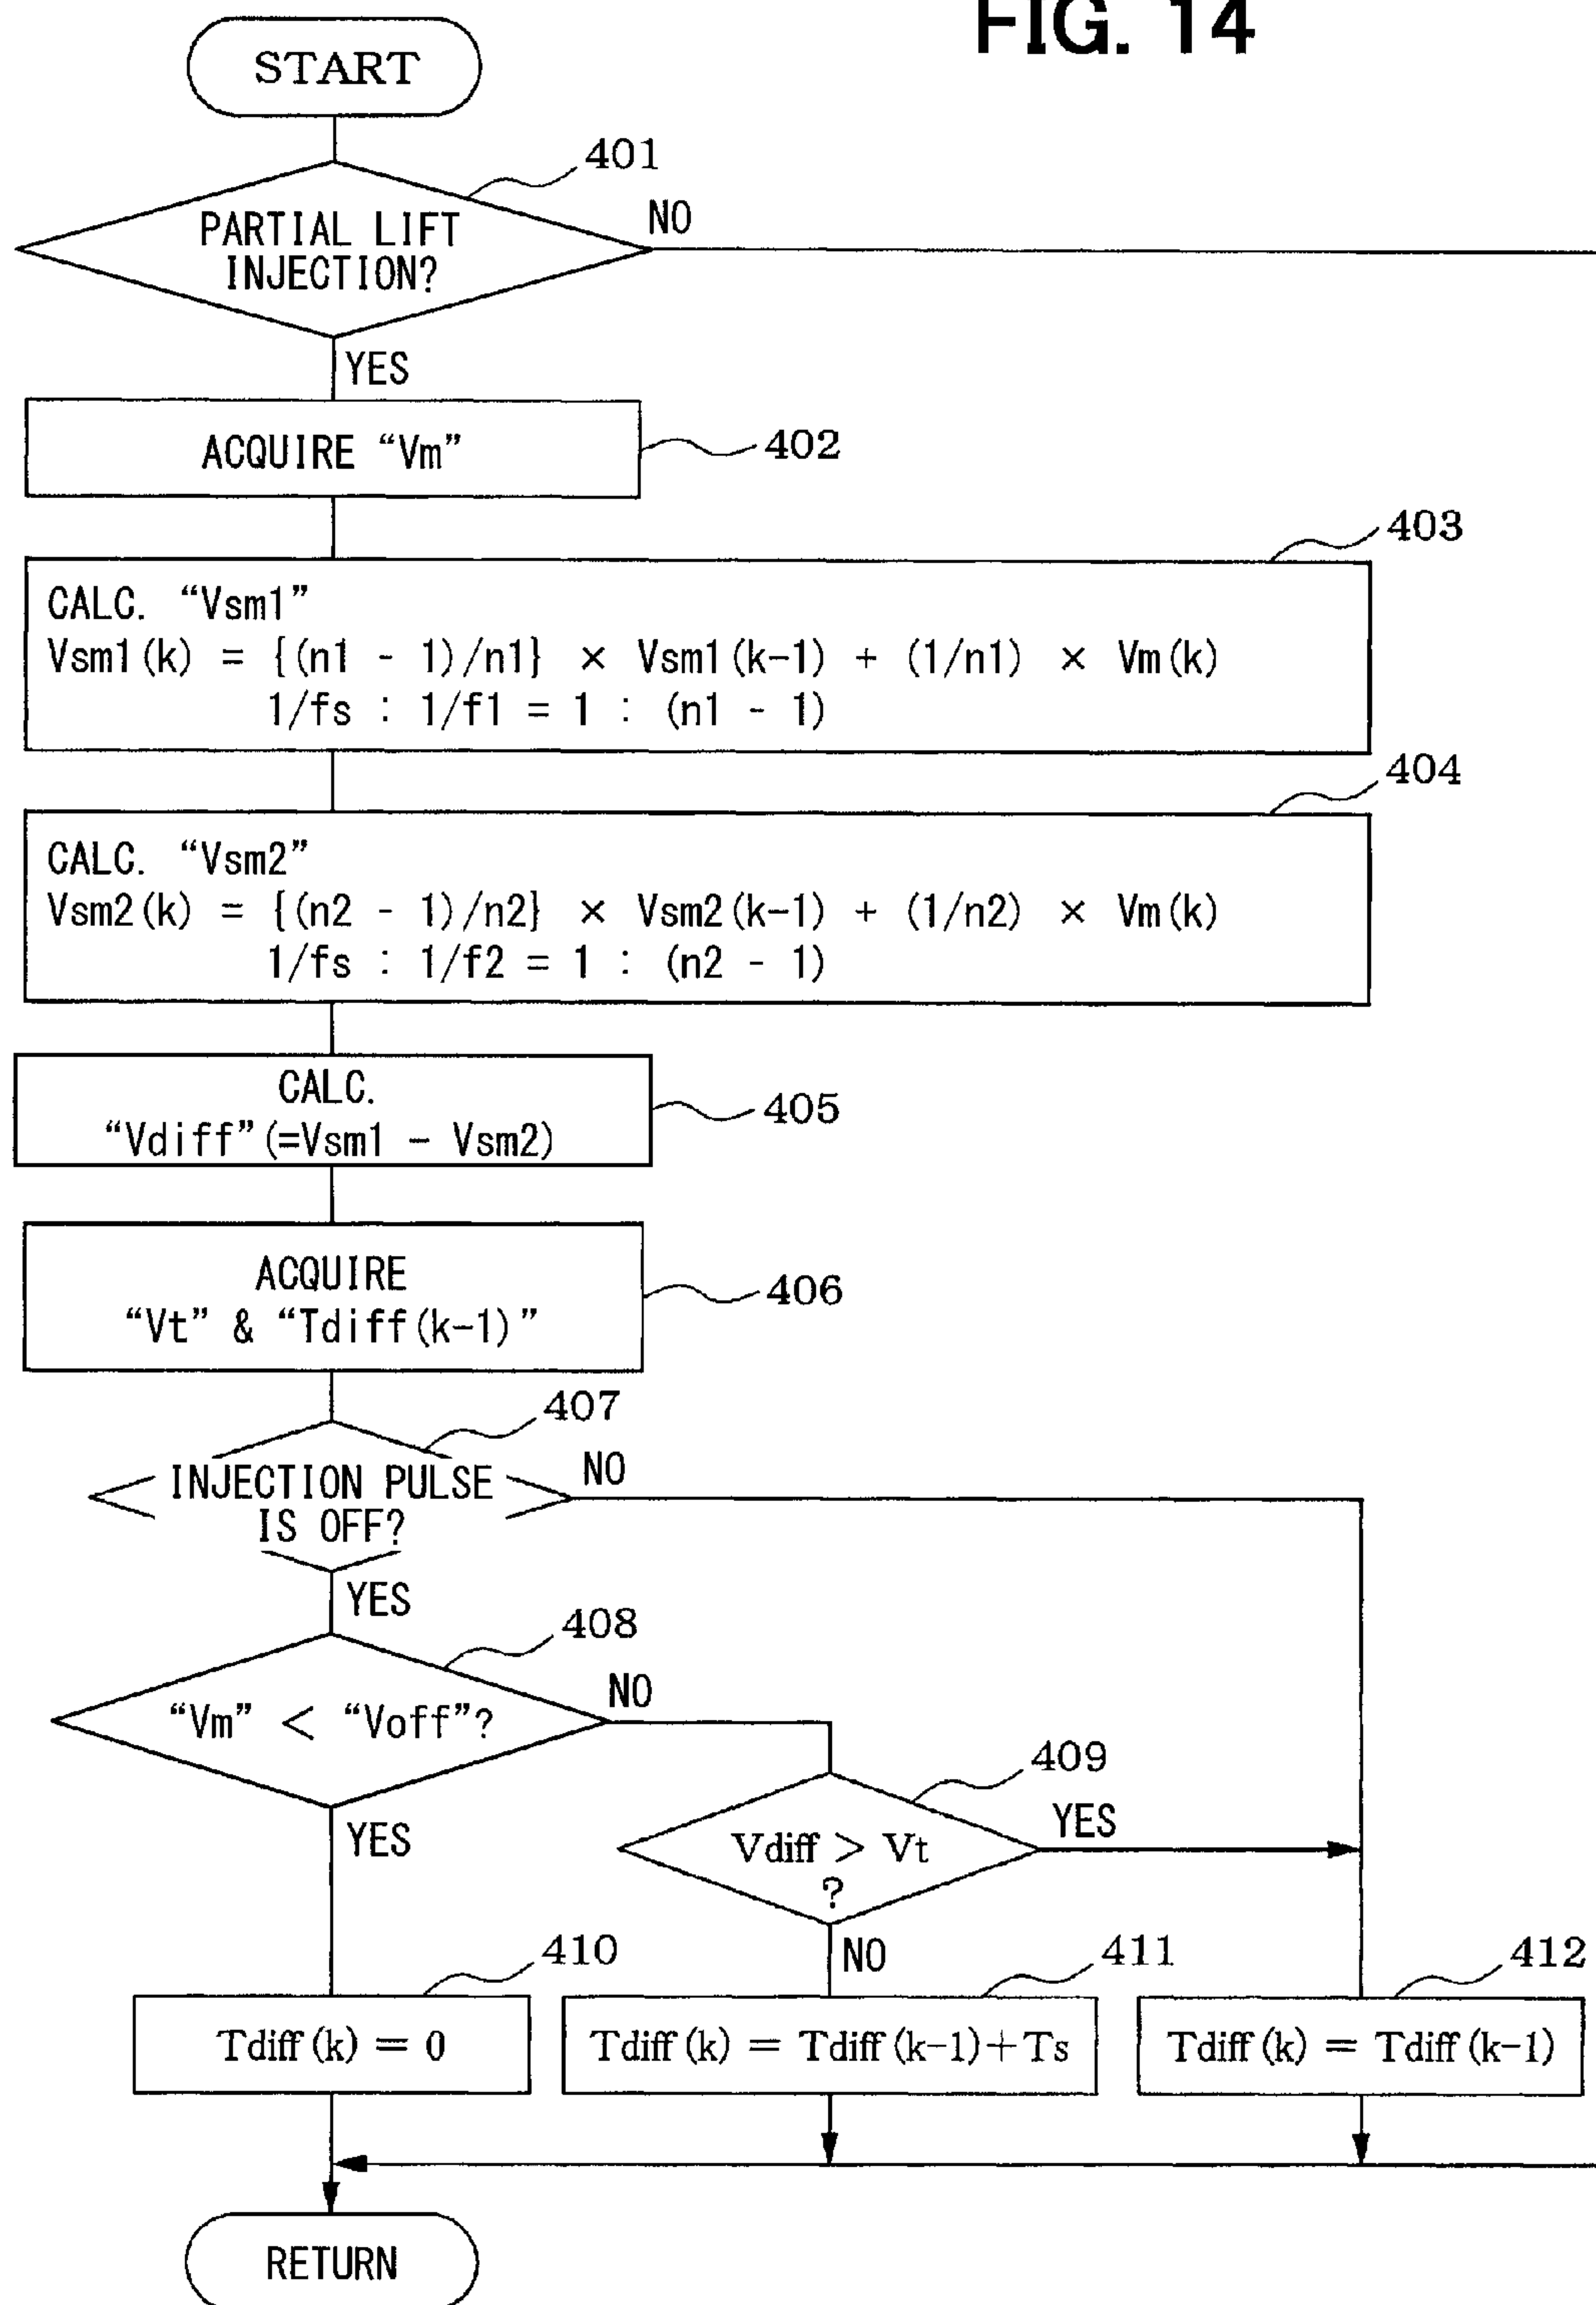 FIG. 14
START
401
PARTIAL LIFT
INJECTION?
NO
YES
ACQUIRE “Vm”
402
403
CALC. “Vsm1”
Vsm1(k) = {(n1 - 1)/n1} × Vsm1(k-1) + (1/n1) × Vm(k)
1/fs : 1/f1 = 1 : (n1 - 1)
404
CALC. “Vsm2”
Vsm2(k) = {(n2 - 1)/n2} × Vsm2(k-1) + (1/n2) × Vm(k)
1/fs : 1/f2 = 1 : (n2 - 1)
CALC.
“Vdiff”(=Vsm1 - Vsm2)
405
ACQUIRE
“Vt” & “Tdiff(k-1)”
406
407
INJECTION PULSE
IS OFF?
NO
YES
408
“Vm” < “Voff”?
NO
YES
409
Vdiff > Vt
?
YES
NO
410
Tdiff(k) = 0
411
Tdiff(k) = Tdiff(k-1)+Ts
412
Tdiff(k) = Tdiff(k-1)
RETURN